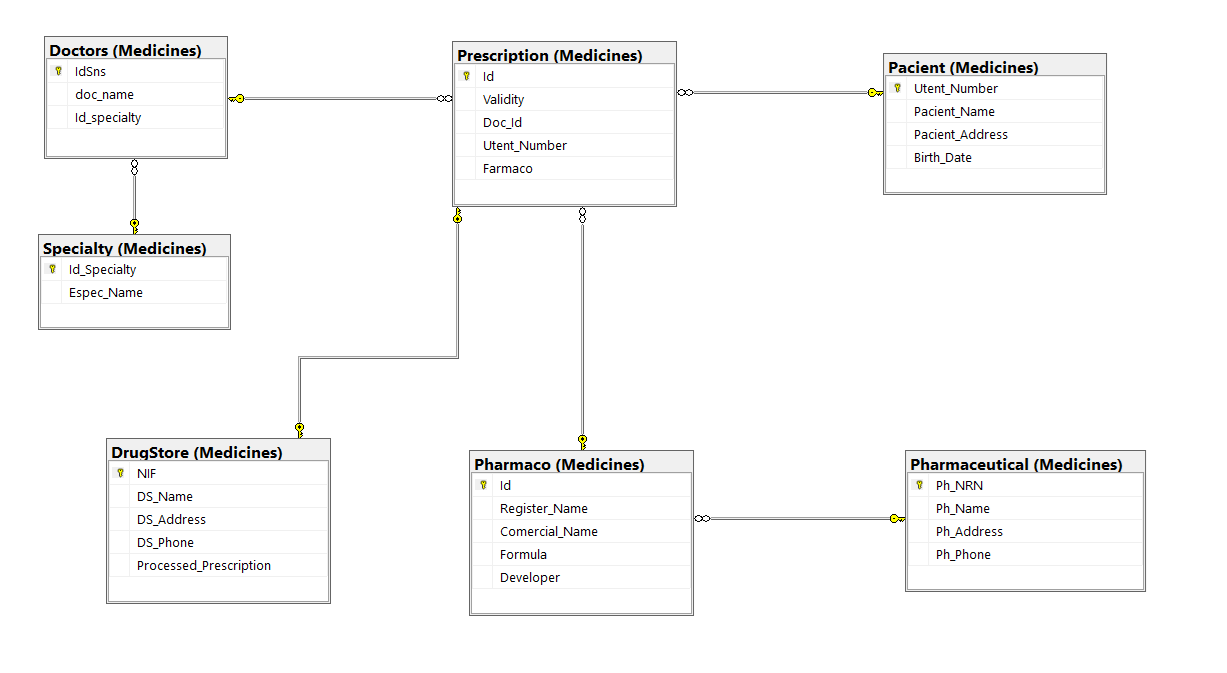 Doctors (Medicines)
IdSns
doc_name
Id_specialty
Prescription (Medicines)
Id
Validity
Doc_Id
Utent_Number
Farmaco
Pacient (Medicines)
Utent_Number
Pacient_Name
Pacient_Address
Birth_Date
Specialty (Medicines)
Id_Specialty
Espec_Name
DrugStore (Medicines)
NIF
DS_Name
DS_Address
DS_Phone
Processed_Prescription
Pharmaco (Medicines)
Id
Register_Name
Comercial_Name
Formula
Developer
Pharmaceutical (Medicines)
Ph_NRN
Ph_Name
Ph_Address
Ph_Phone